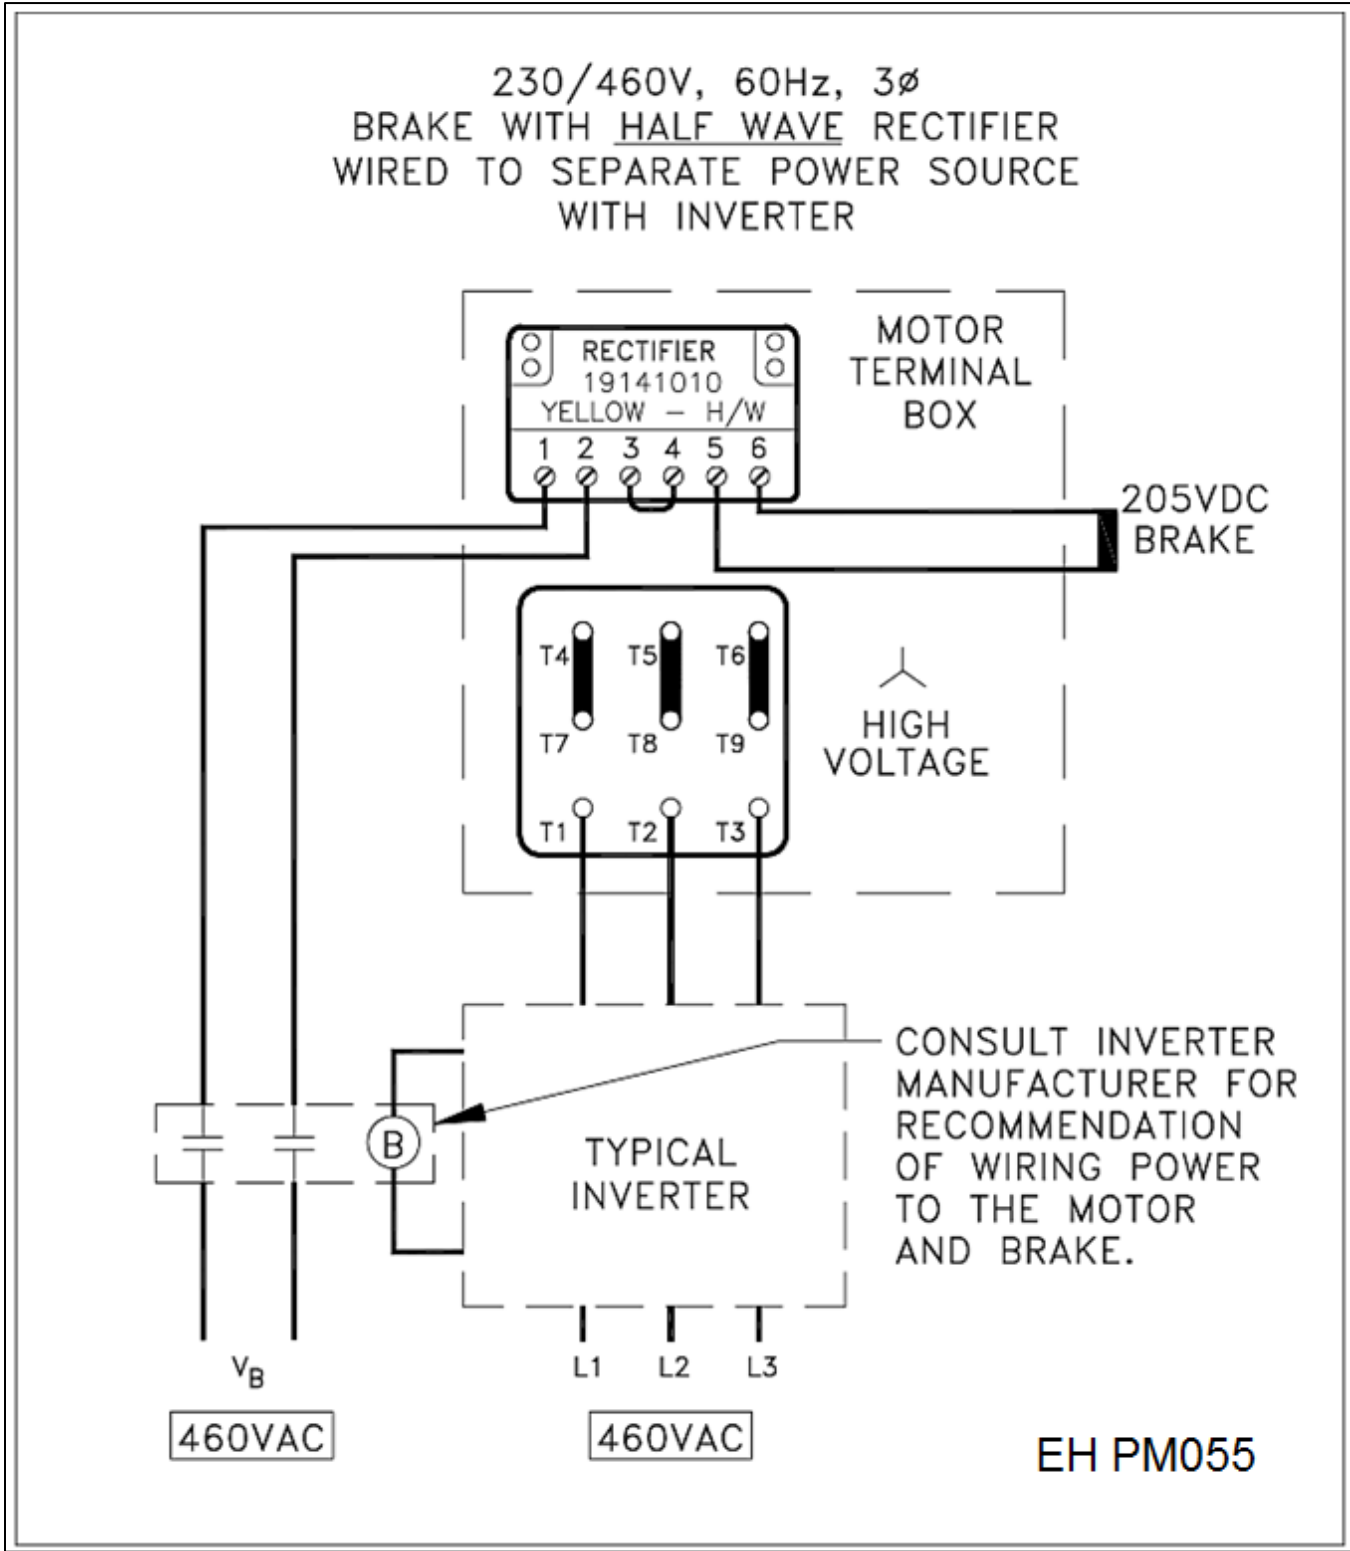 230/460V, 60Hz, 3ø
BRAKE WITH HALF WAVE RECTIFIER
WIRED TO SEPARATE POWER SOURCE
WITH INVERTER
MOTOR
TERMINAL
BOX
RECTIFIER
19141010
YELLOW - H/W
1 2 3 4 5 6
205VDC
BRAKE
T4 T5 T6
T7 T8 T9
T1 T2 T3
HIGH
VOLTAGE
CONSULT INVERTER
MANUFACTURER FOR
RECOMMENDATION
OF WIRING POWER
TO THE MOTOR
AND BRAKE.
B
TYPICAL
INVERTER
VB
L1 L2 L3
460VAC
460VAC
EH PM055